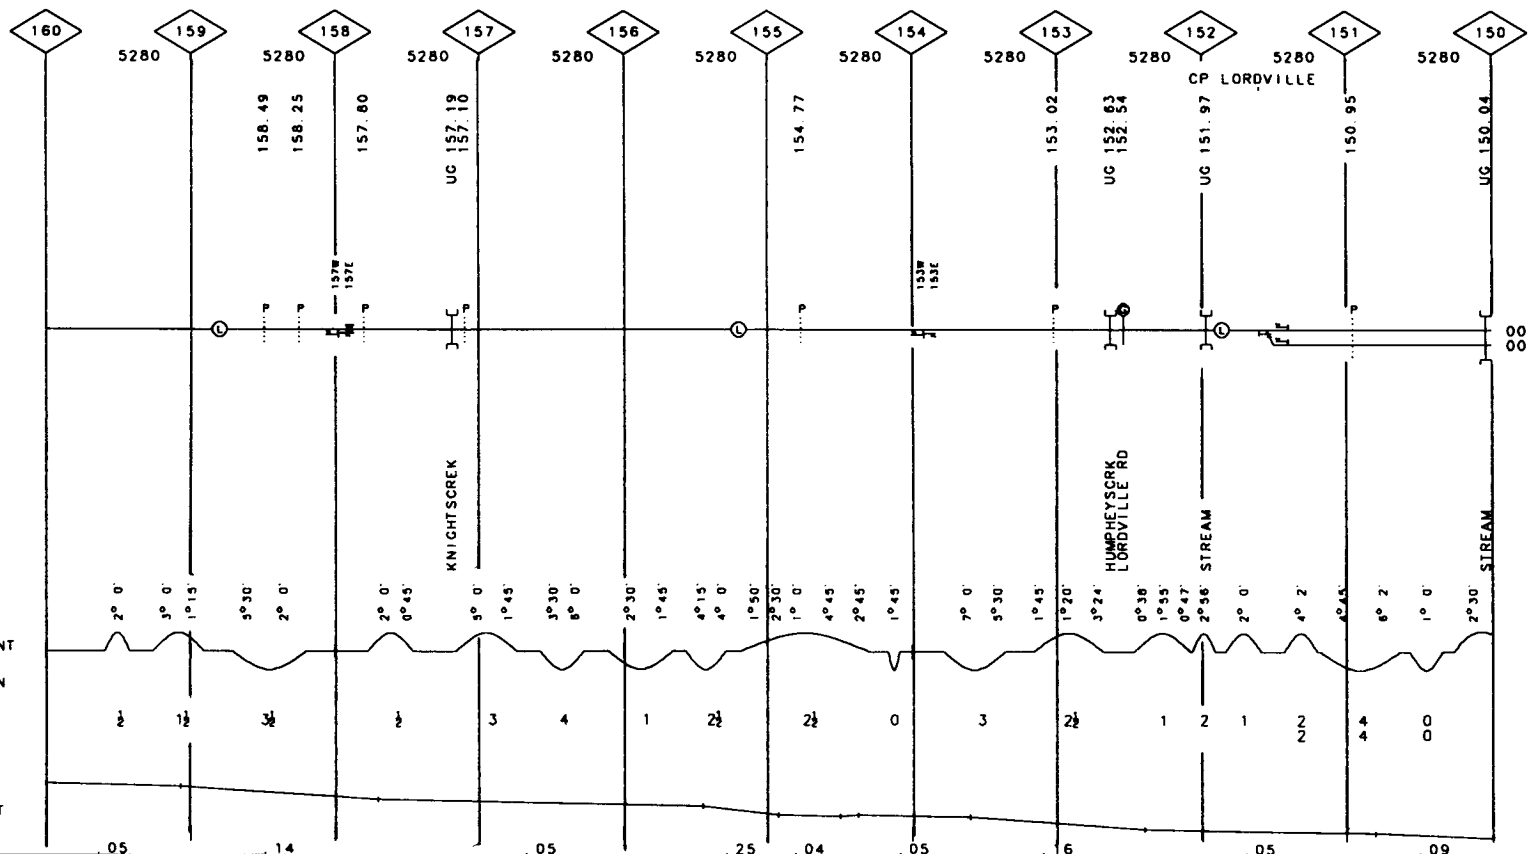 160 159 158 157 156 155 154 153 152 151 150
5280 5280 5280 5280 5280 5280 5280 5280 5280 5280
CP LORDVILLE
158.49
158.25
157.80
UG 157.19
157.10
154.77
153.02
UG 152.63
152.54
UG 151.97
150.95
UG 150.04
157W
157E
153W
153E
P P P P P P P
L L L
00
00
KNIGHTSCREK
HUMPHEYSCRK
LORDVILLE RD
STREAM
STREAM
2° 0' 3° 0' 1°15' 5°30' 2° 0' 2° 0' 0°45' 5° 0' 1°45' 3°30' 6° 0' 2°30' 1°45' 4°15' 4° 0' 1°50' 2°30' 1° 0' 4°45' 2°45' 1°45' 7° 0' 5°30' 1°45' 1°20' 3°24' 0°38' 1°55' 0°47' 2°56' 2° 0' 4° 2' 4°45' 6° 2' 1° 0' 2°30'
NT
N
½ 1½ 3½ ½ 3 4 1 2½ 2½ 0 3 2½ 1 2 1 2 4 0
2 4 0
T
.05 .14 .05 .25 .04 .05 .16 .05 .09